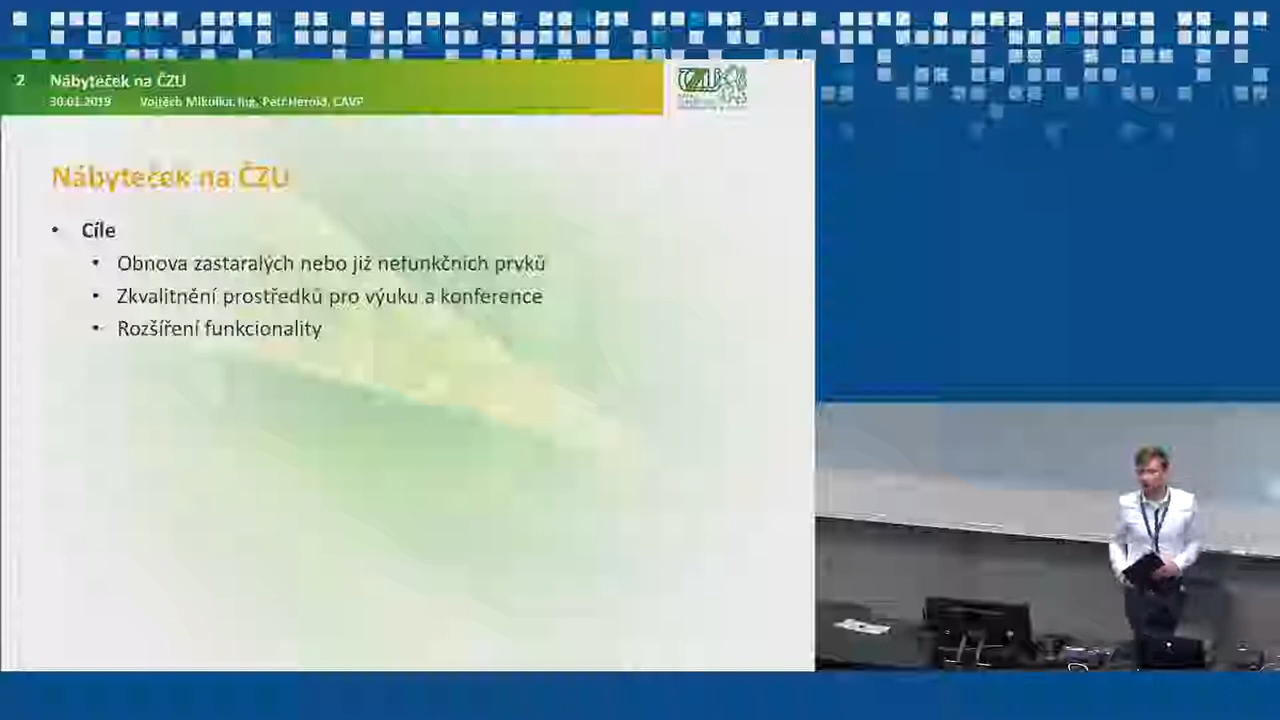 2 Nábyteček na ČZU
30.01.2019 Vojtěch Mikolka, Ing. Petr Herold, CAVP
ČZU
Nábyteček na ČZU
• Cíle
• Obnova zastaralých nebo již nefunkčních prvků
• Zkvalitnění prostředků pro výuku a konference
• Rozšíření funkcionality